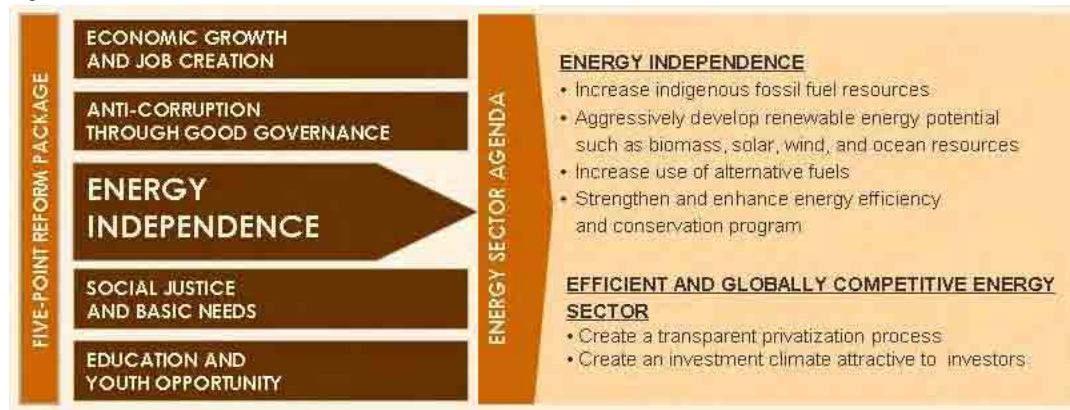 FIVE-POINT REFORM PACKAGE
ECONOMIC GROWTH
AND JOB CREATION
ANTI-CORRUPTION
THROUGH GOOD GOVERNANCE
ENERGY
INDEPENDENCE
SOCIAL JUSTICE
AND BASIC NEEDS
EDUCATION AND
YOUTH OPPORTUNITY
ENERGY SECTOR AGENDA
ENERGY INDEPENDENCE
• Increase indigenous fossil fuel resources
• Aggressively develop renewable energy potential
such as biomass, solar, wind, and ocean resources
• Increase use of alternative fuels
• Strengthen and enhance energy efficiency
and conservation program
EFFICIENT AND GLOBALLY COMPETITIVE ENERGY
SECTOR
• Create a transparent privatization process
• Create an investment climate attractive to investors